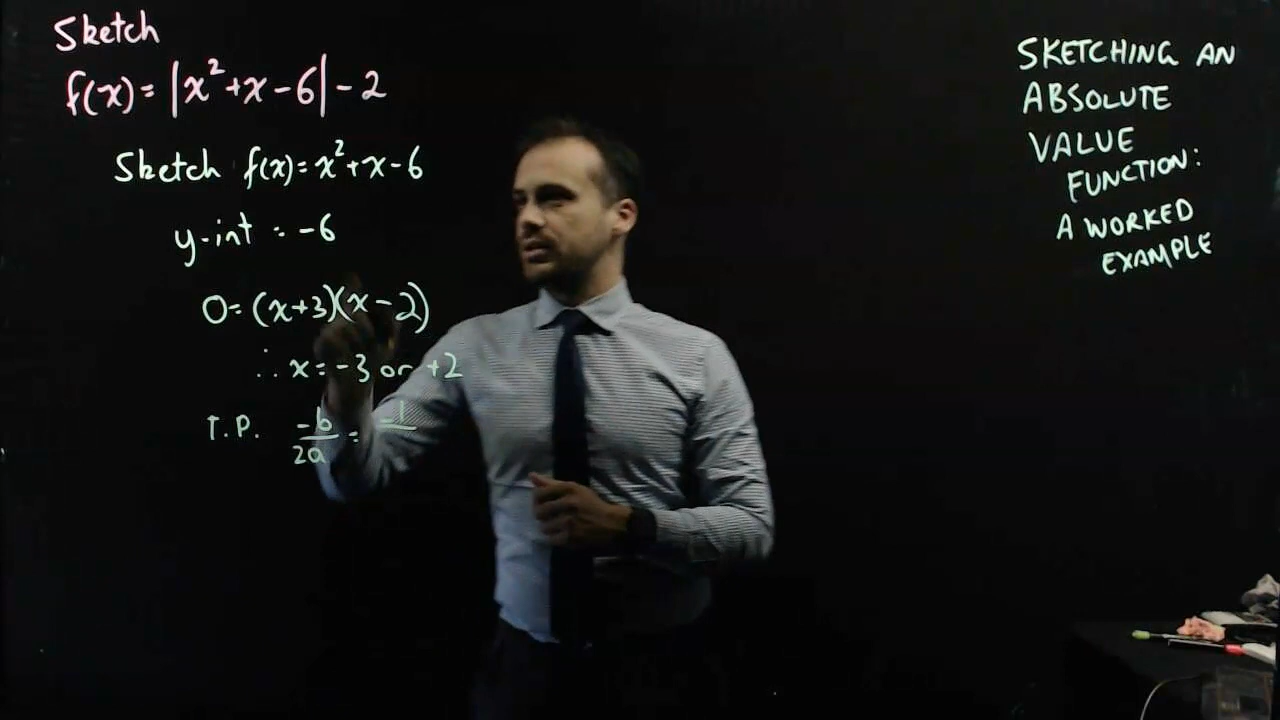 Sketch
f(x) = |x² + x - 6| - 2
Sketch f(x) = x² + x - 6
y-int = -6
0 = (x+3)(x-2)
∴ x = -3 or +2
T.P. -b/2a = -1/
SKETCHING AN
ABSOLUTE
VALUE
FUNCTION:
A WORKED
EXAMPLE